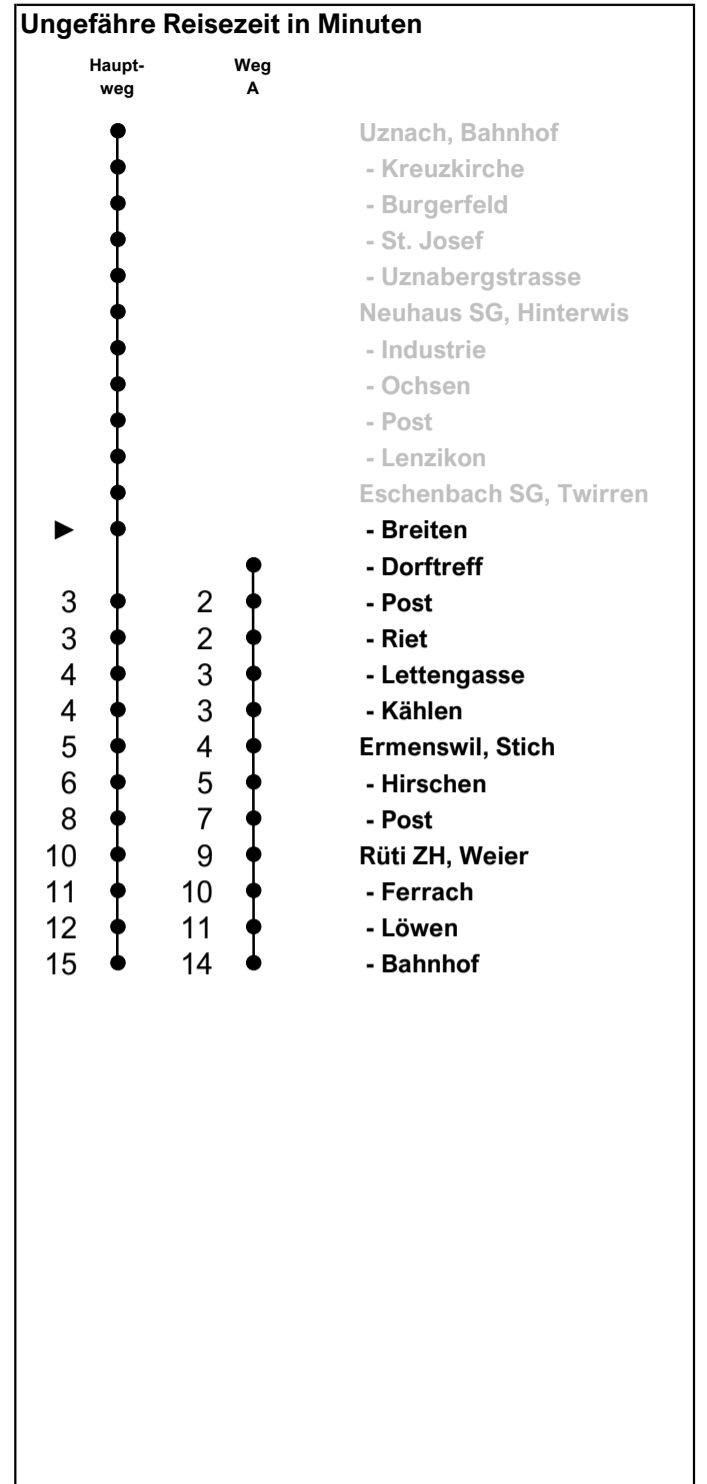 Ungefähre Reisezeit in Minuten
Haupt- Weg
weg A
Uznach, Bahnhof
- Kreuzkirche
- Burgerfeld
- St. Josef
- Uznabergstrasse
Neuhaus SG, Hinterwis
- Industrie
- Ochsen
- Post
- Lenzikon
Eschenbach SG, Twirren
- Breiten
- Dorftreff
3 2 - Post
3 2 - Riet
4 3 - Lettengasse
4 3 - Kählen
5 4 Ermenswil, Stich
6 5 - Hirschen
8 7 - Post
10 9 Rüti ZH, Weier
11 10 - Ferrach
12 11 - Löwen
15 14 - Bahnhof